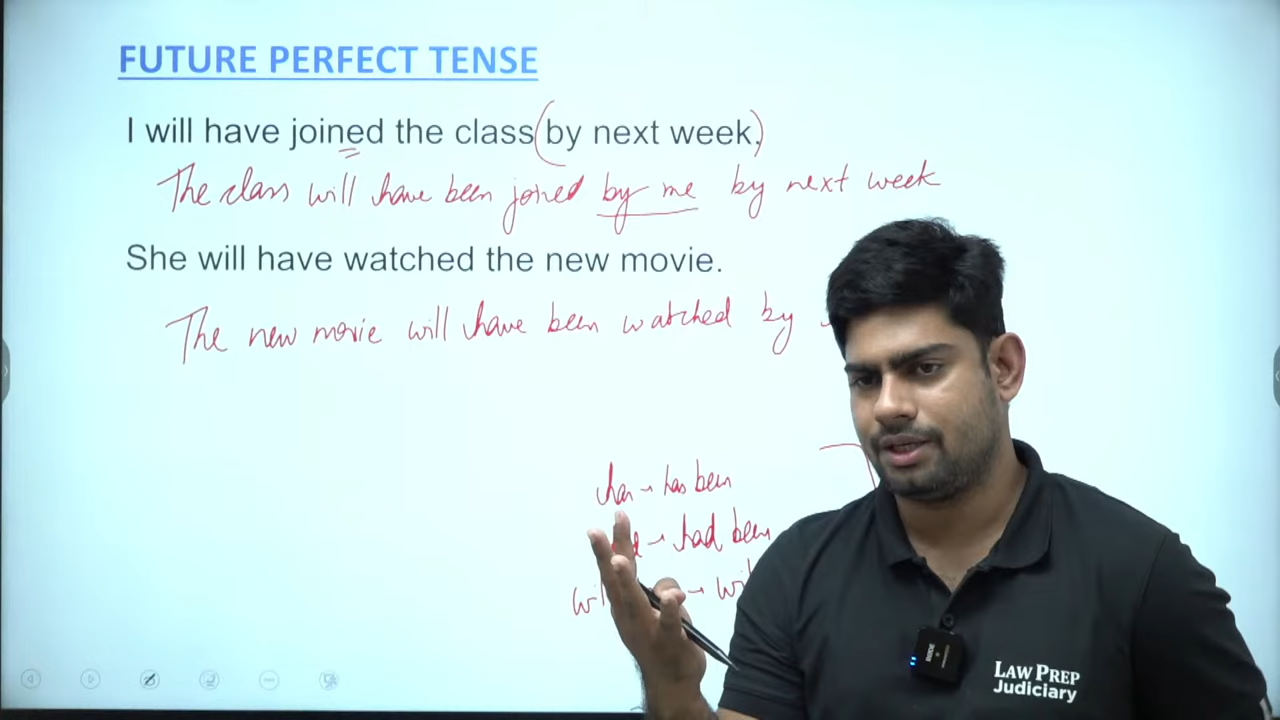 FUTURE PERFECT TENSE
I will have joined the class (by next week.)
The class will have been joined by me by next week
She will have watched the new movie.
The new movie will have been watched by
has → has been
→ had been
LAW PREP
Judiciary